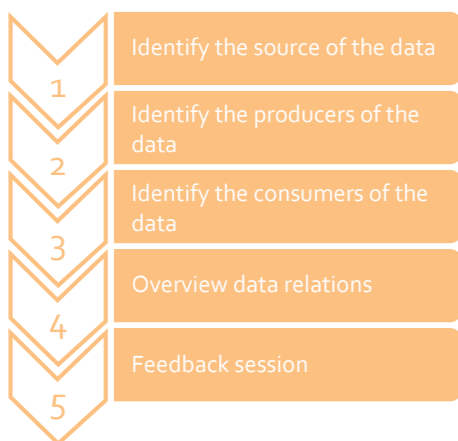 1
Identify the source of the data
2
Identify the producers of the
data
3
Identify the consumers of the
data
4
Overview data relations
5
Feedback session